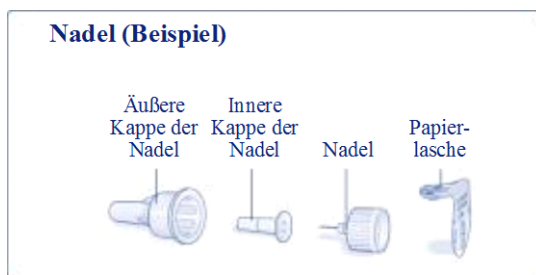 Nadel (Beispiel)
Äußere
Kappe der
Nadel
Innere
Kappe der
Nadel
Nadel
Papier-
lasche